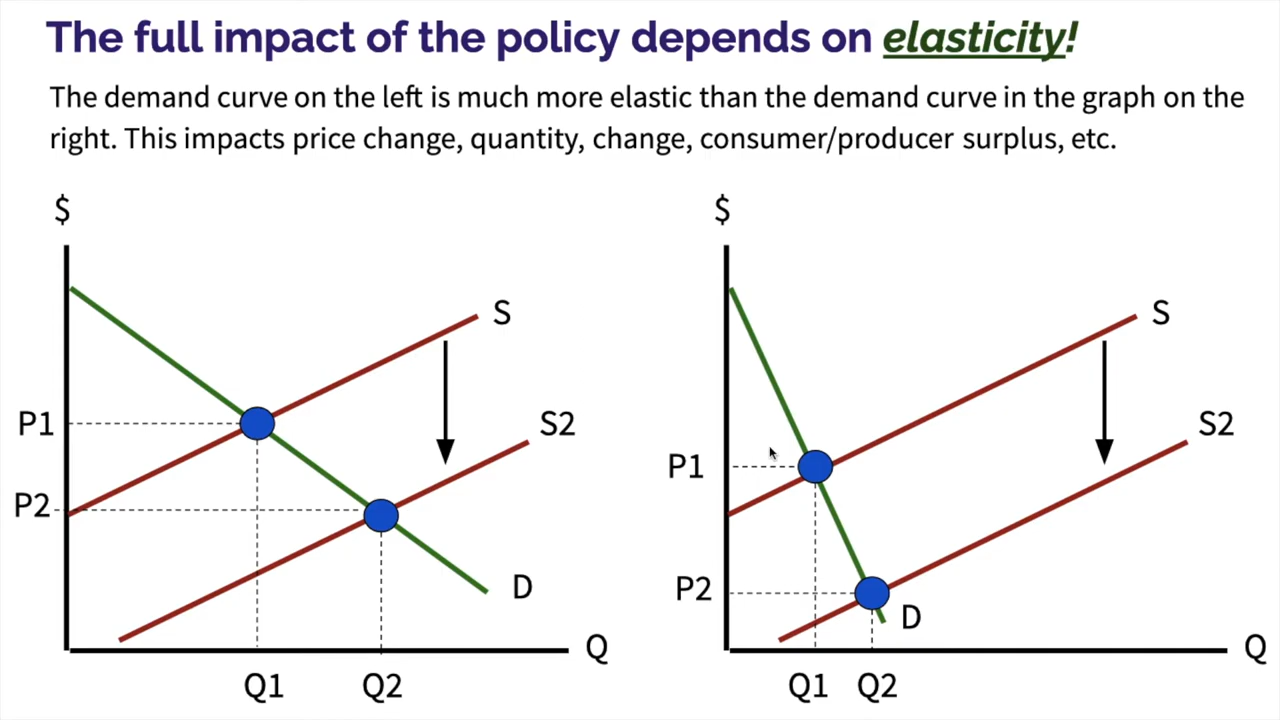 The full impact of the policy depends on elasticity!
The demand curve on the left is much more elastic than the demand curve in the graph on the
right. This impacts price change, quantity, change, consumer/producer surplus, etc.
$
S
S2
P1
P2
D
Q
Q1
Q2
$
S
S2
P1
P2
D
Q
Q1
Q2